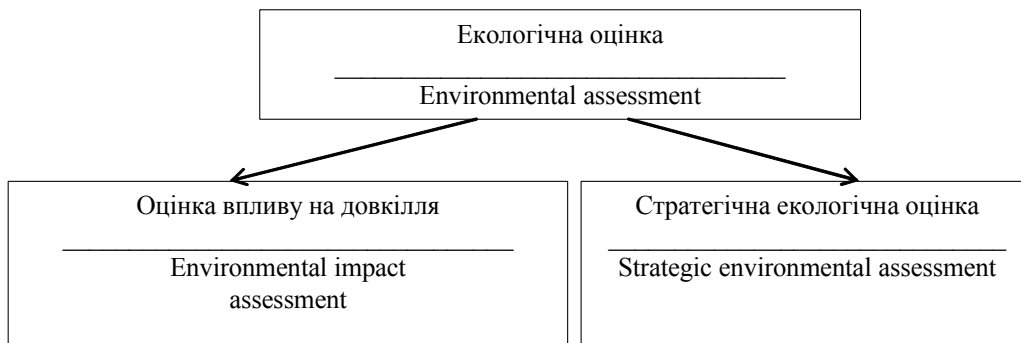 Екологічна оцінка
Environmental assessment
Оцінка впливу на довкілля
Environmental impact
assessment
Стратегічна екологічна оцінка
Strategic environmental assessment